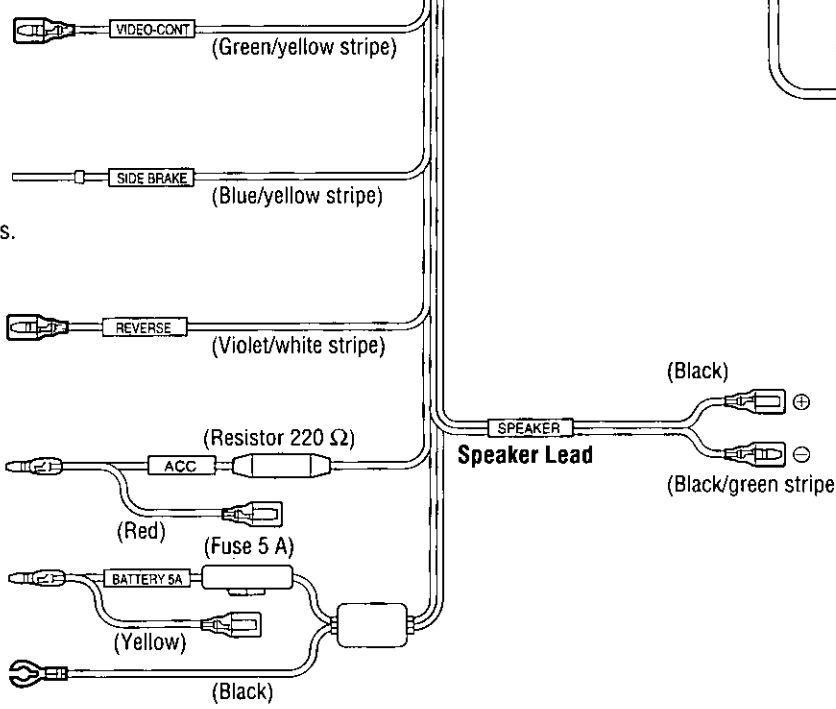 VIDEO-CONT
(Green/yellow stripe)
SIDE BRAKE
(Blue/yellow stripe)
s.
REVERSE
(Violet/white stripe)
(Black)
⊕
SPEAKER
Speaker Lead
⊖
(Black/green stripe
(Resistor 220 Ω)
ACC
(Red)
(Fuse 5 A)
BATTERY 5A
(Yellow)
(Black)